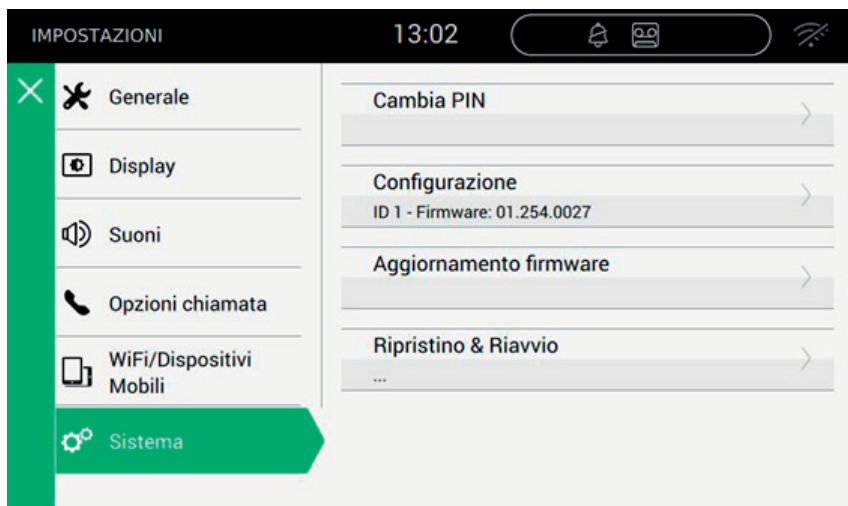 IMPOSTAZIONI
13:02
Generale
Display
Suoni
Opzioni chiamata
WiFi/Dispositivi
Mobili
Sistema
Cambia PIN
Configurazione
ID 1 - Firmware: 01.254.0027
Aggiornamento firmware
Ripristino & Riavvio
...